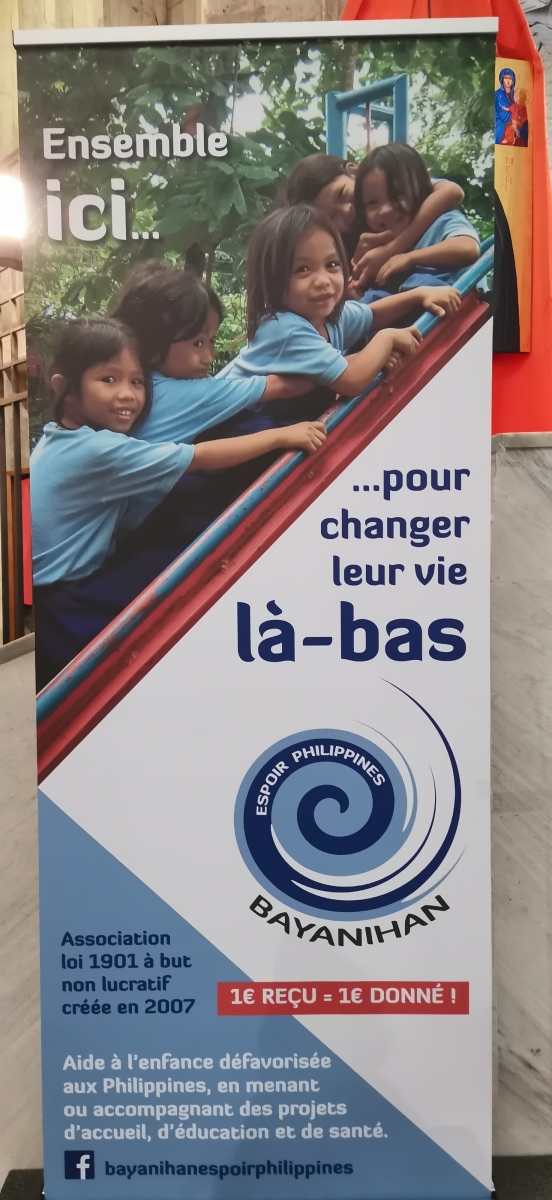 Ensemble
ici...
...pour
changer
leur vie
là-bas
ESPOIR PHILIPPINES
BAYANIHAN
Association
loi 1901 à but
non lucratif
créée en 2007
1€ REÇU = 1€ DONNÉ !
Aide à l'enfance défavorisée
aux Philippines, en menant
ou accompagnant des projets
d'accueil, d'éducation et de santé.
f bayanihanespoirphilippines